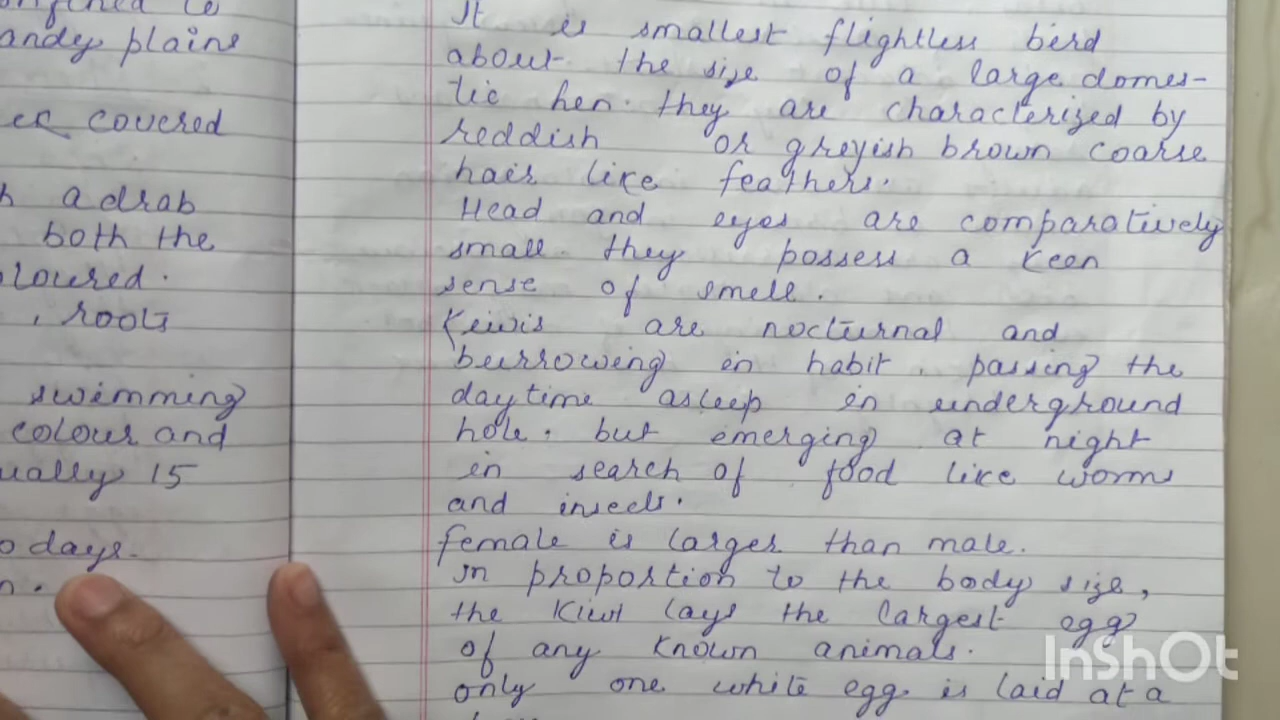 andy plains
covered
a drab
both the
loured.
, roots
swimming
colour and
ually 15
days.
It is smallest flightless bird
about the size of a large domes-
tic hen. they are characterized by
reddish or greyish brown coarse
hair like feathers.
Head and eyes are comparatively
small. they possess a keen
sense of smell.
Keiwis are nocturnal and
burrowing in habit. passing the
daytime asleep in underground
hole. but emerging at night
in search of food like worms
and insects.
female is larger than male.
In proportion to the body size,
the Kiwi lays the largest egg
of any known animals.
only one white egg is laid at a
InShOt